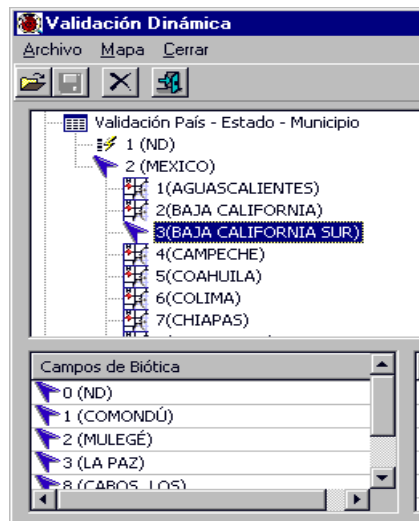 Validación Dinámica
Archivo Mapa Cerrar
Validación País - Estado - Municipio
1 (ND)
2 (MEXICO)
1(AGUASCALIENTES)
2(BAJA CALIFORNIA)
3(BAJA CALIFORNIA SUR)
4(CAMPECHE)
5(COAHUILA)
6(COLIMA)
7(CHIAPAS)
Campos de Biótica
0 (ND)
1 (COMONDÚ)
2 (MULEGÉ)
3 (LA PAZ)
8 (CABOS, LOS)